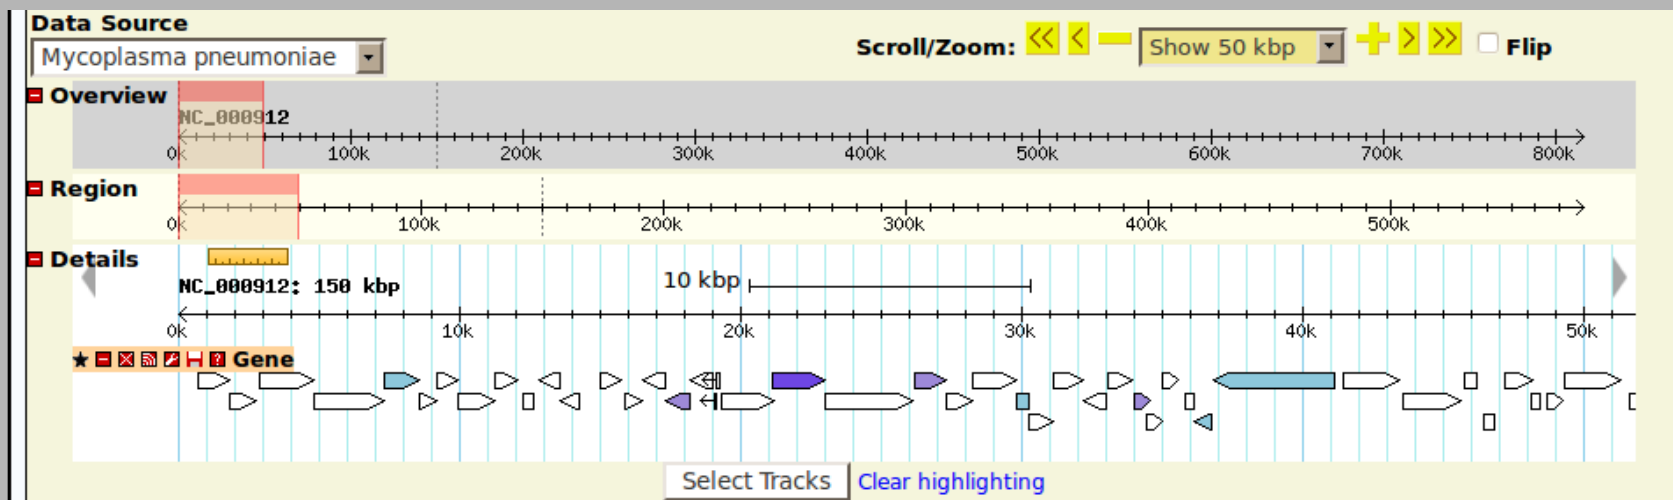 Data Source
Mycoplasma pneumoniae
Scroll/Zoom: << < − Show 50 kbp + > >> Flip
Overview
NC_000912
0k 100k 200k 300k 400k 500k 600k 700k 800k
Region
0k 100k 200k 300k 400k 500k
Details
NC_000912: 150 kbp
10 kbp
0k 10k 20k 30k 40k 50k
★ Gene
Select Tracks Clear highlighting